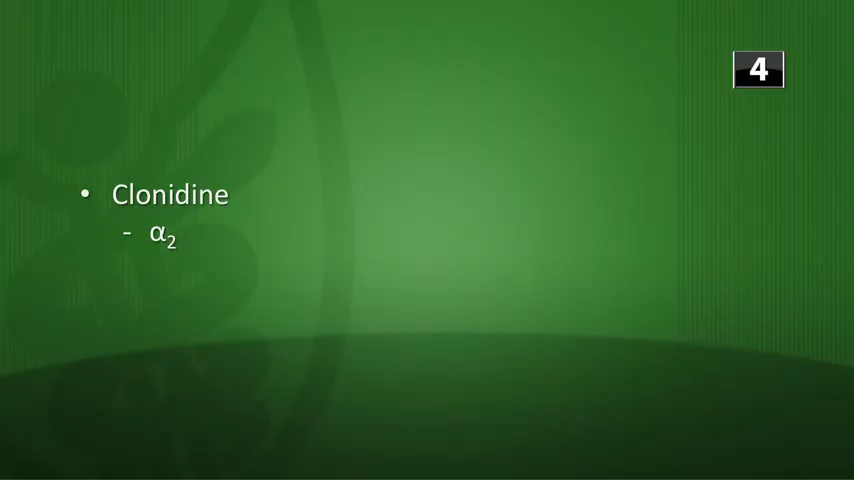 4
• Clonidine
- α₂